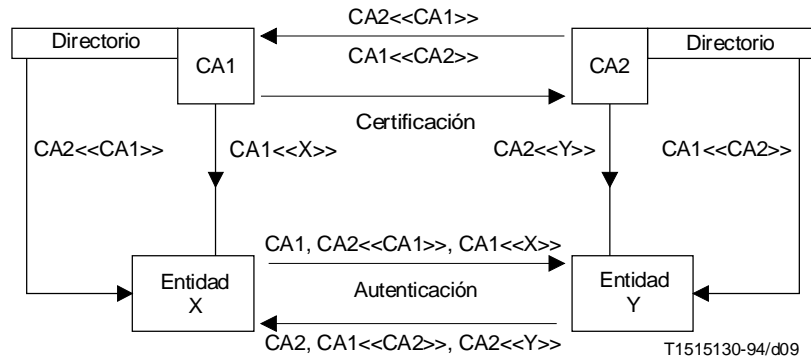 CA2<<CA1>>
Directorio
CA1
CA1<<CA2>>
CA2
Directorio
Certificación
CA2<<CA1>>
CA1<<X>>
CA2<<Y>>
CA1<<CA2>>
CA1, CA2<<CA1>>, CA1<<X>>
Entidad
X
Autenticación
Entidad
Y
CA2, CA1<<CA2>>, CA2<<Y>>
T1515130-94/d09